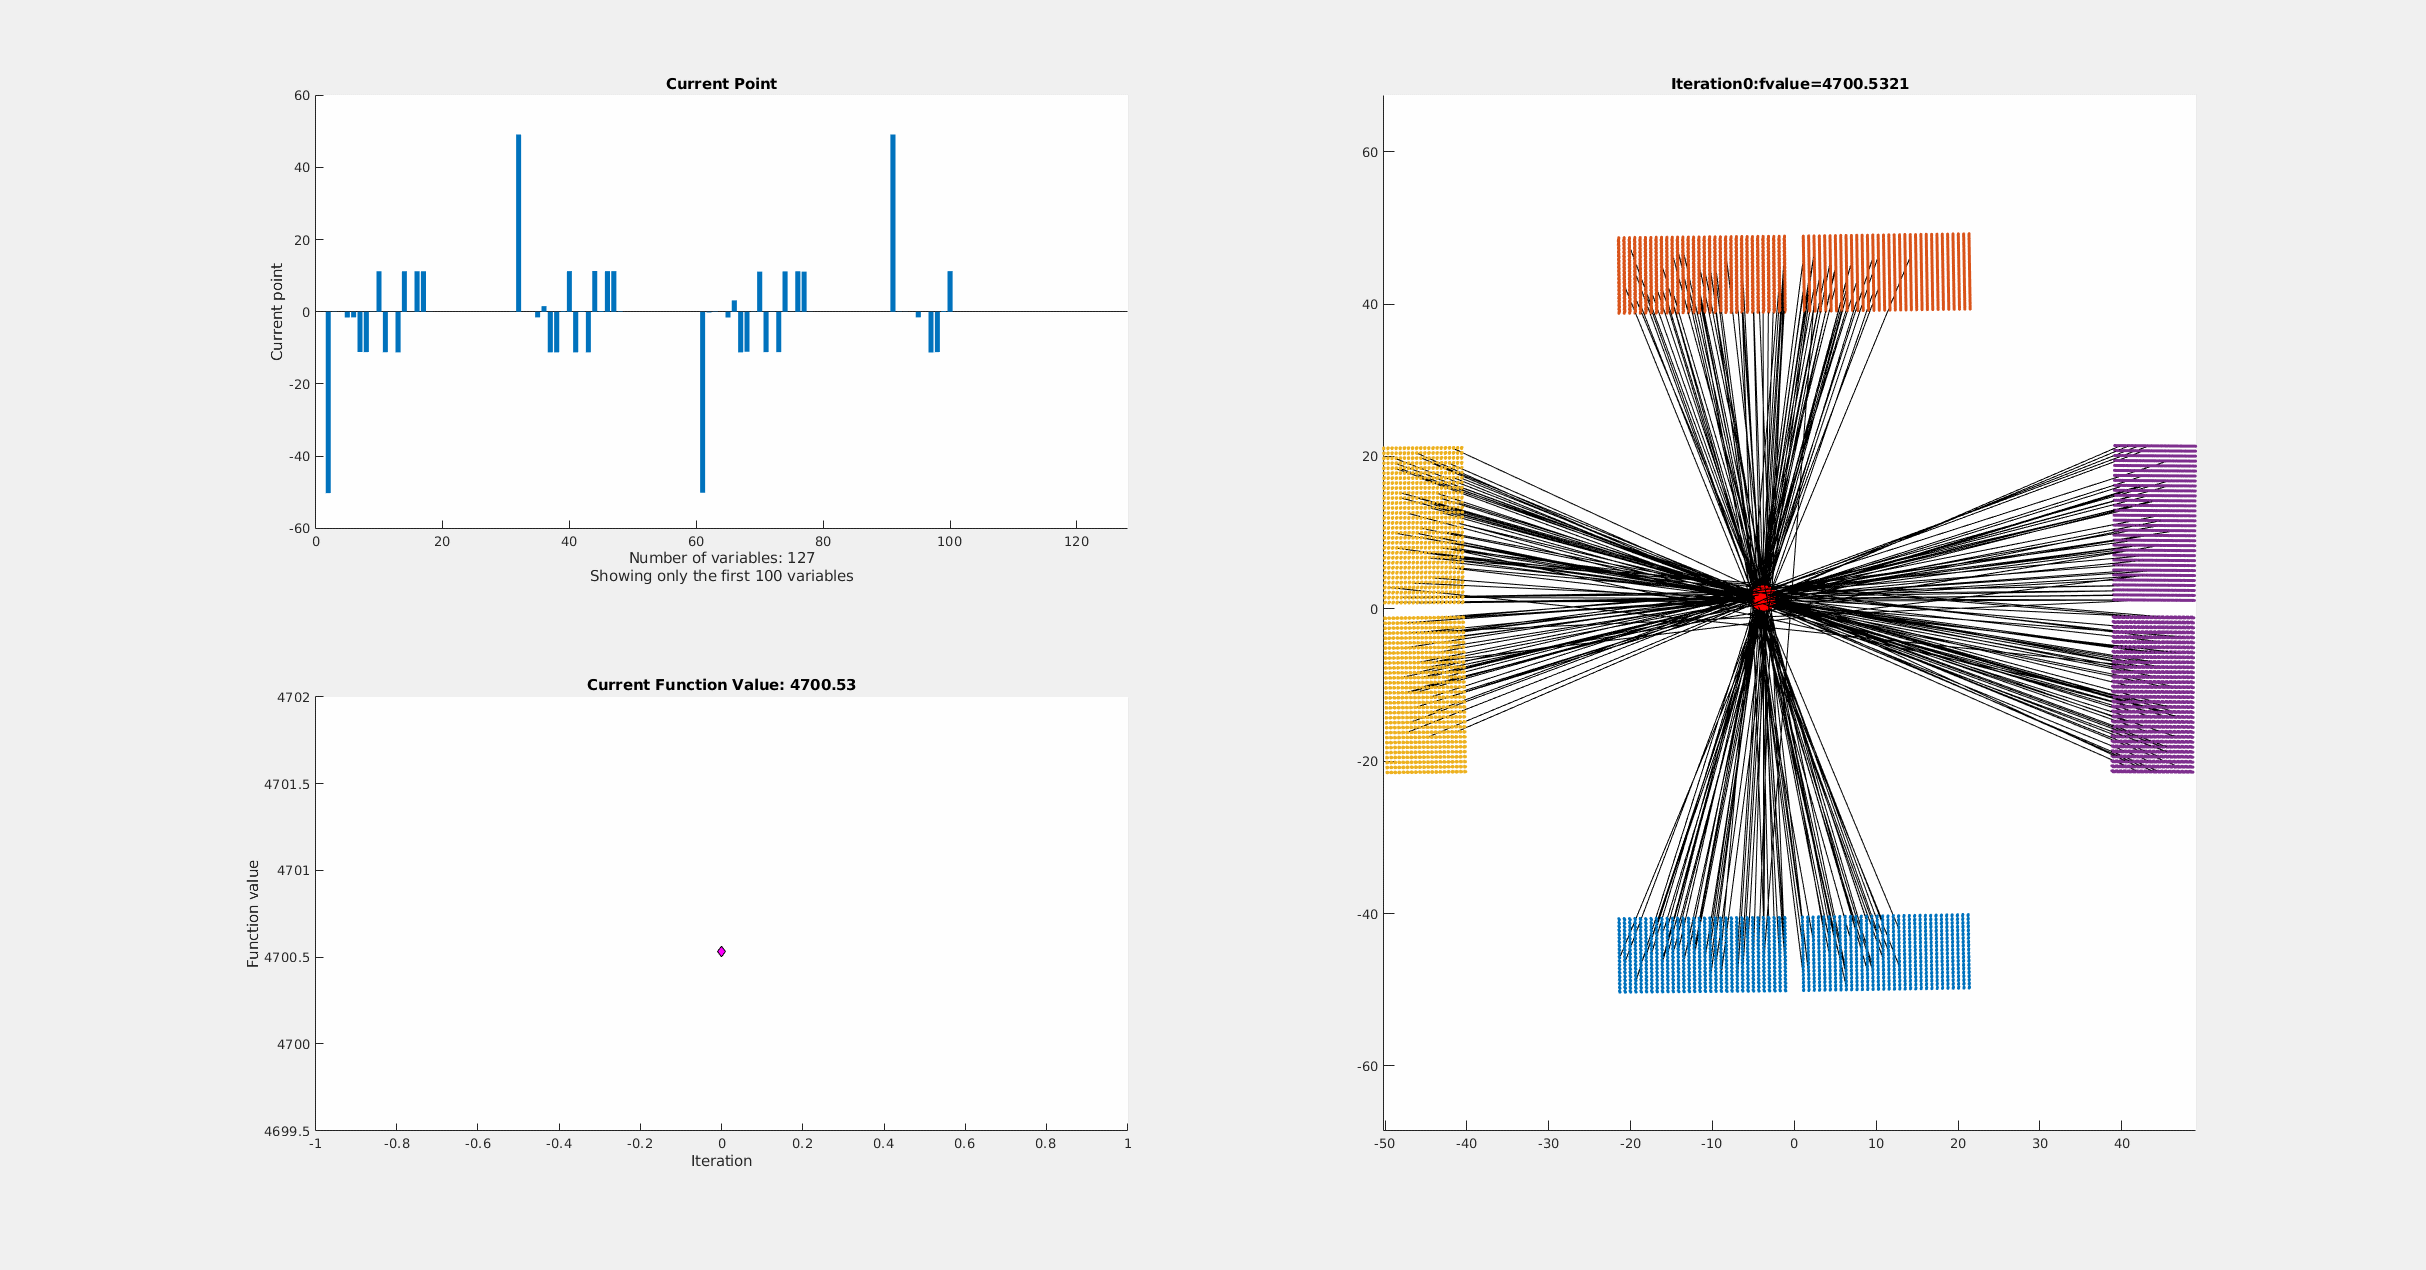 Current Point
60
40
20
0
-20
-40
-60
Current point
0 20 40 60 80 100 120
Number of variables: 127
Showing only the first 100 variables
Current Function Value: 4700.53
4702
4701.5
4701
4700.5
4700
4699.5
Function value
-1 -0.8 -0.6 -0.4 -0.2 0 0.2 0.4 0.6 0.8 1
Iteration
Iteration0:fvalue=4700.5321
60
40
20
0
-20
-40
-60
-50 -40 -30 -20 -10 0 10 20 30 40